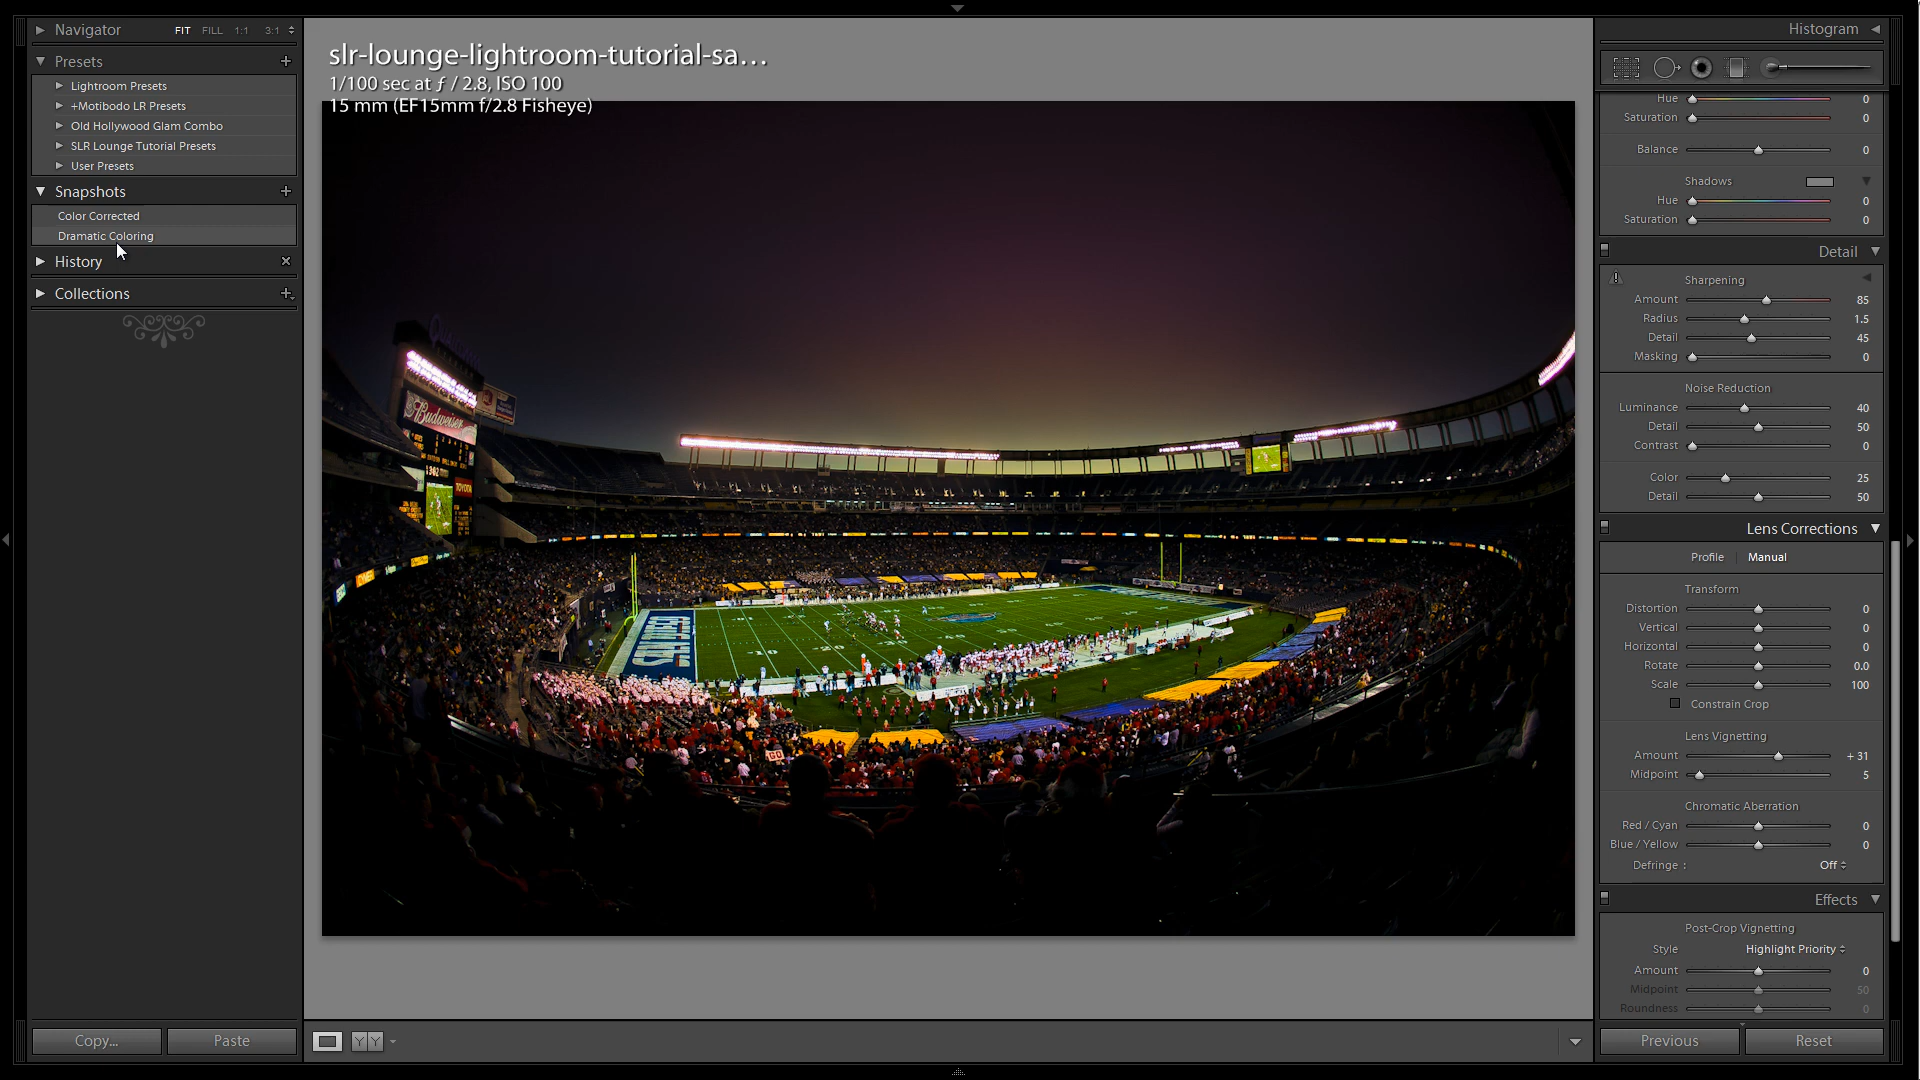 Navigator FIT FILL 1:1 3:1
Presets +
Lightroom Presets
+Motibodo LR Presets
Old Hollywood Glam Combo
SLR Lounge Tutorial Presets
User Presets
Snapshots +
Color Corrected
Dramatic Coloring
History
Collections
Copy... Paste
slr-lounge-lightroom-tutorial-sa...
1/100 sec at ƒ / 2.8, ISO 100
15 mm (EF15mm f/2.8 Fisheye)
Budweiser
TOYOTA
SAN DIEGO
GO
Histogram
Hue 0
Saturation 0
Balance 0
Shadows
Hue 0
Saturation 0
Detail
Sharpening
Amount 85
Radius 1.5
Detail 45
Masking 0
Noise Reduction
Luminance 40
Detail 50
Contrast 0
Color 25
Detail 50
Lens Corrections
Profile Manual
Transform
Distortion 0
Vertical 0
Horizontal 0
Rotate 0.0
Scale 100
Constrain Crop
Lens Vignetting
Amount + 31
Midpoint 5
Chromatic Aberration
Red / Cyan 0
Blue / Yellow 0
Defringe : Off
Effects
Post-Crop Vignetting
Style Highlight Priority
Amount 0
Midpoint 50
Roundness 0
Previous Reset